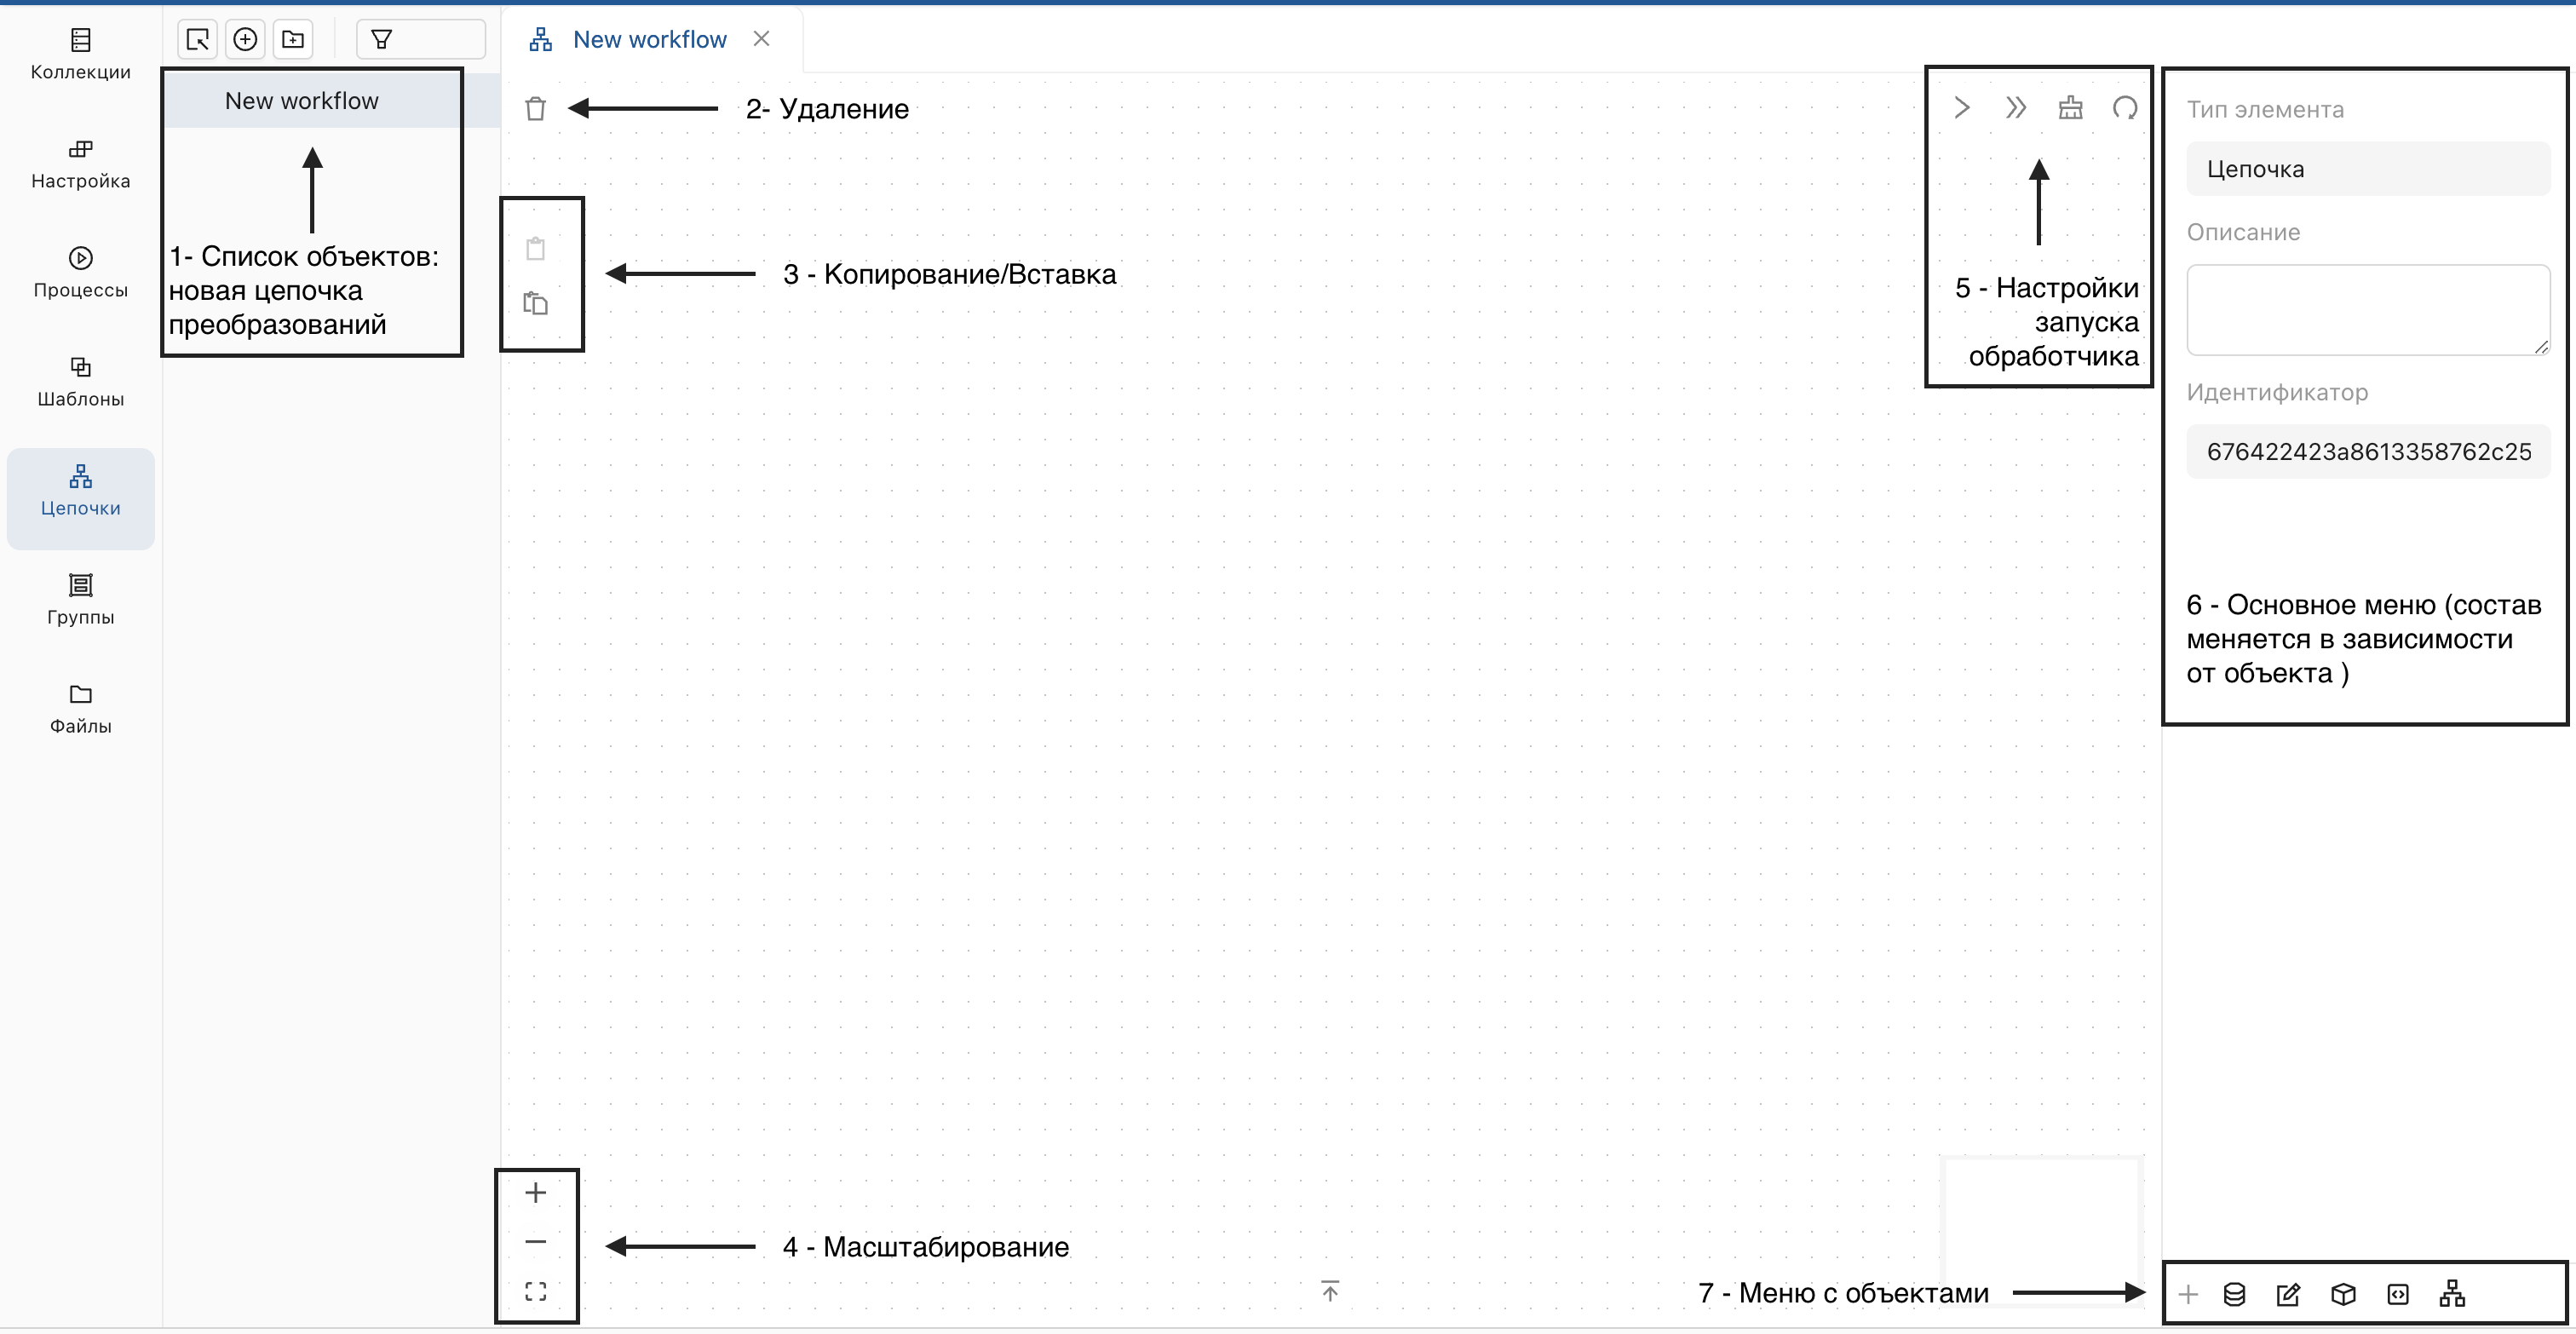 Коллекции
Настройка
Процессы
Шаблоны
Цепочки
Группы
Файлы
New workflow
1- Список объектов:
новая цепочка
преобразований
New workflow
2- Удаление
3 - Копирование/Вставка
4 - Масштабирование
5 - Настройки
запуска
обработчика
Тип элемента
Цепочка
Описание
Идентификатор
676422423a8613358762c25
6 - Основное меню (состав
меняется в зависимости
от объекта )
7 - Меню с объектами